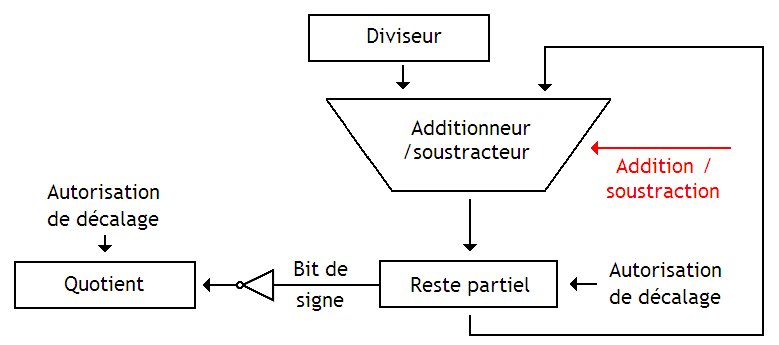 Diviseur
Additionneur
/soustracteur
Addition /
soustraction
Autorisation
de décalage
Quotient
Bit de
signe
Reste partiel
Autorisation
de décalage